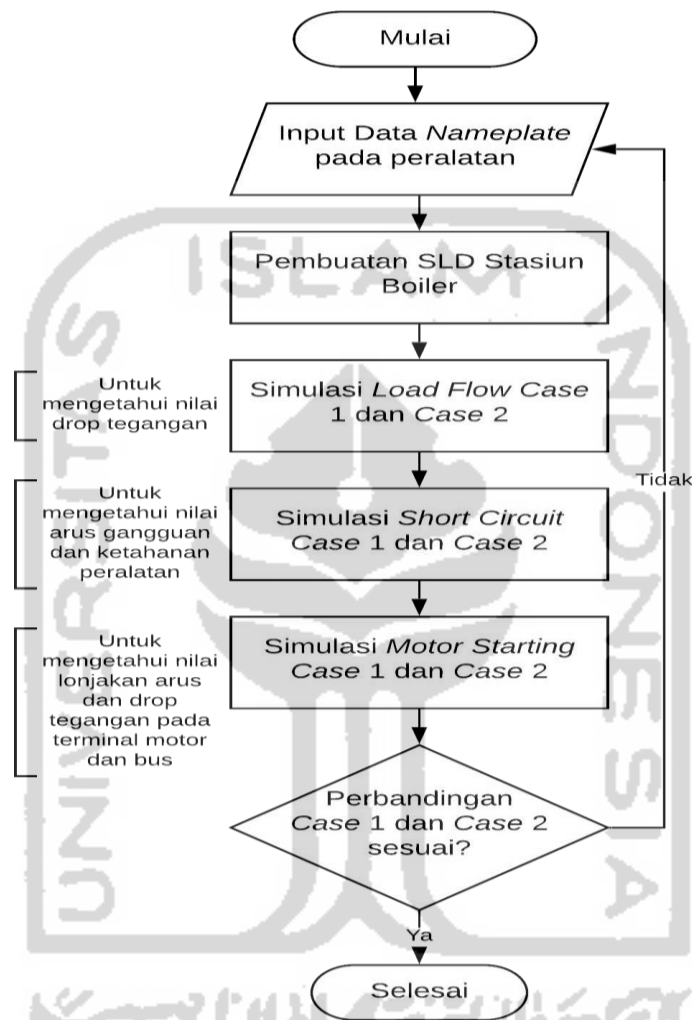 Mulai
Input Data Nameplate
pada peralatan
Pembuatan SLD Stasiun
Boiler
Untuk
mengetahui nilai
drop tegangan
Simulasi Load Flow Case
1 dan Case 2
Tidak
Untuk
mengetahui nilai
arus gangguan
dan ketahanan
peralatan
Simulasi Short Circuit
Case 1 dan Case 2
Untuk
mengetahui nilai
lonjakan arus
dan drop
tegangan pada
terminal motor
dan bus
Simulasi Motor Starting
Case 1 dan Case 2
Perbandingan
Case 1 dan Case 2
sesuai?
Ya
Selesai
UNIVERSITAS
ISLAM
INDONESIA